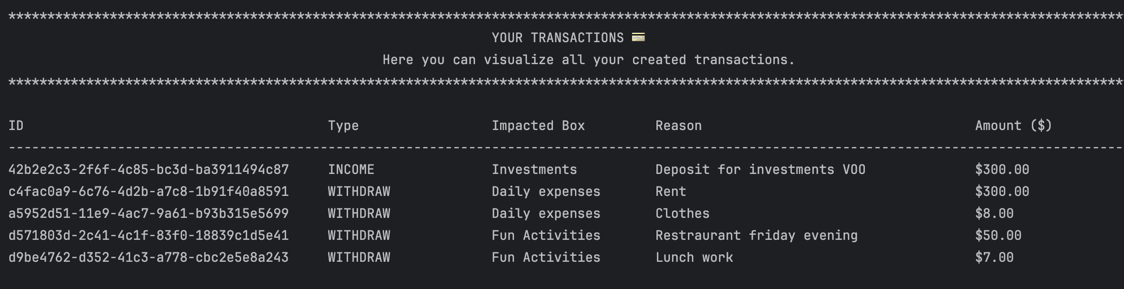 ****************************************************************************************************************************************************
YOUR TRANSACTIONS 💳
Here you can visualize all your created transactions.
****************************************************************************************************************************************************
ID Type Impacted Box Reason Amount ($)
----------------------------------------------------------------------------------------------------------------------------------------------------
42b2e2c3-2f6f-4c85-bc3d-ba3911494c87 INCOME Investments Deposit for investments VOO $300.00
c4fac0a9-6c76-4d2b-a7c8-1b91f40a8591 WITHDRAW Daily expenses Rent $300.00
a5952d51-11e9-4ac7-9a61-b93b315e5699 WITHDRAW Daily expenses Clothes $8.00
d571803d-2c41-4c1f-83f0-18839c1d5e41 WITHDRAW Fun Activities Restraurant friday evening $50.00
d9be4762-d352-41c3-a778-cbc2e5e8a243 WITHDRAW Fun Activities Lunch work $7.00